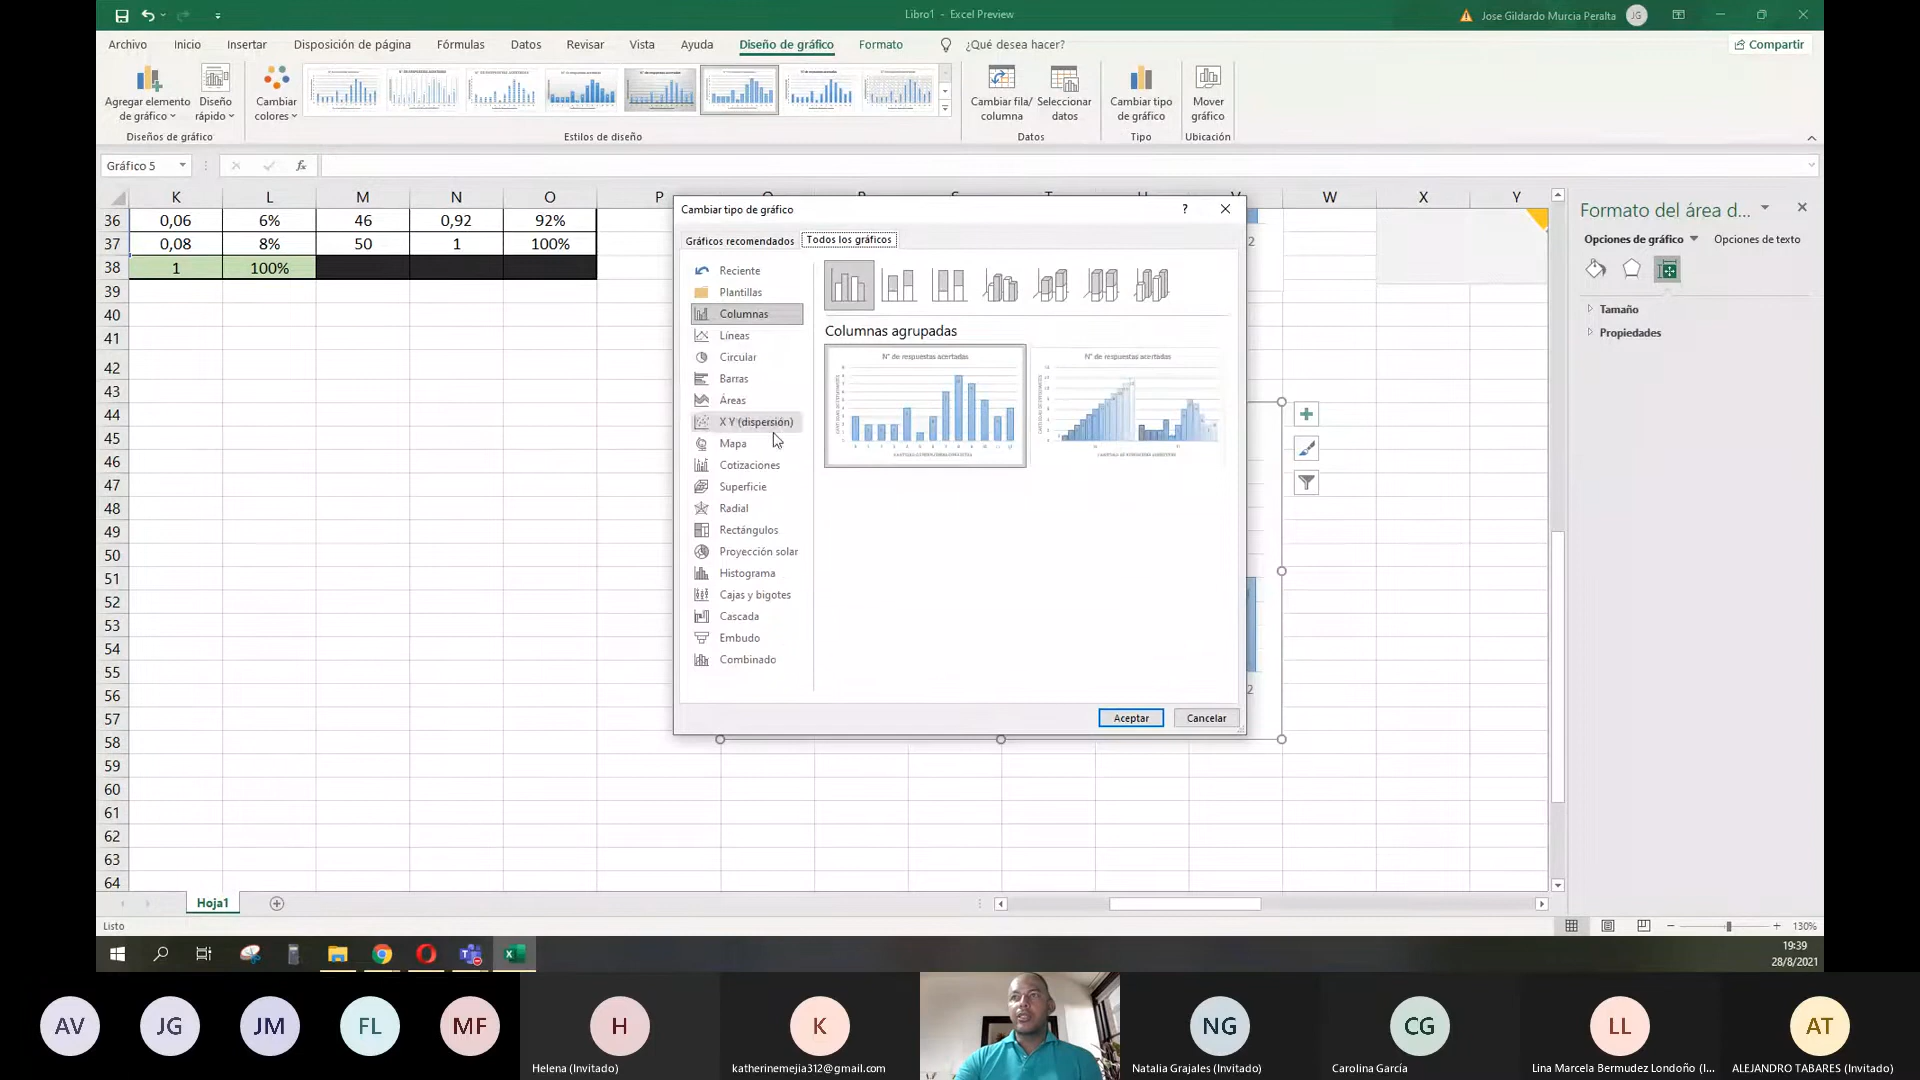 Libro1 - Excel Preview
Jose Gildardo Murcia Peralta
JG
Archivo Inicio Insertar Disposición de página Fórmulas Datos Revisar Vista Ayuda Diseño de gráfico Formato ¿Qué desea hacer? Compartir
Agregar elemento de gráfico
Diseño rápido
Cambiar colores
Cambiar fila/ columna
Seleccionar datos
Cambiar tipo de gráfico
Mover gráfico
Diseños de gráfico Estilos de diseño Datos Tipo Ubicación
Gráfico 5 fx
K L M N O P W X Y
36 0,06 6% 46 0,92 92%
37 0,08 8% 50 1 100%
38 1 100%
39
40
41
42
43
44
45
46
47
48
49
50
51
52
53
54
55
56
57
58
59
60
61
62
63
64
Cambiar tipo de gráfico ?
Gráficos recomendados Todos los gráficos
Reciente
Plantillas
Columnas
Líneas
Circular
Barras
Áreas
X Y (dispersión)
Mapa
Cotizaciones
Superficie
Radial
Rectángulos
Proyección solar
Histograma
Cajas y bigotes
Cascada
Embudo
Combinado
Columnas agrupadas
N° de respuestas acertadas
N° de respuestas acertadas
Aceptar Cancelar
Formato del área d...
Opciones de gráfico Opciones de texto
Tamaño
Propiedades
Hoja1
Listo 130%
19:39
28/8/2021
AV JG JM FL MF H K NG CG LL AT
Helena (Invitado) katherinemejia312@gmail.com Natalia Grajales (Invitado) Carolina García Lina Marcela Bermudez Londoño (I... ALEJANDRO TABARES (Invitado)